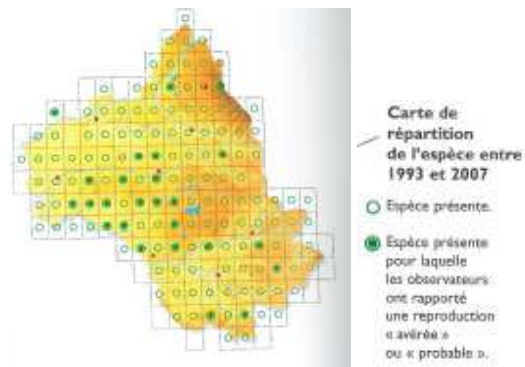 Carte de
répartition
de l'espèce entre
1993 et 2007
Espèce présente.
Espèce présente
pour laquelle
les observateurs
ont rapporté
une reproduction
« avérée »
ou « probable ».